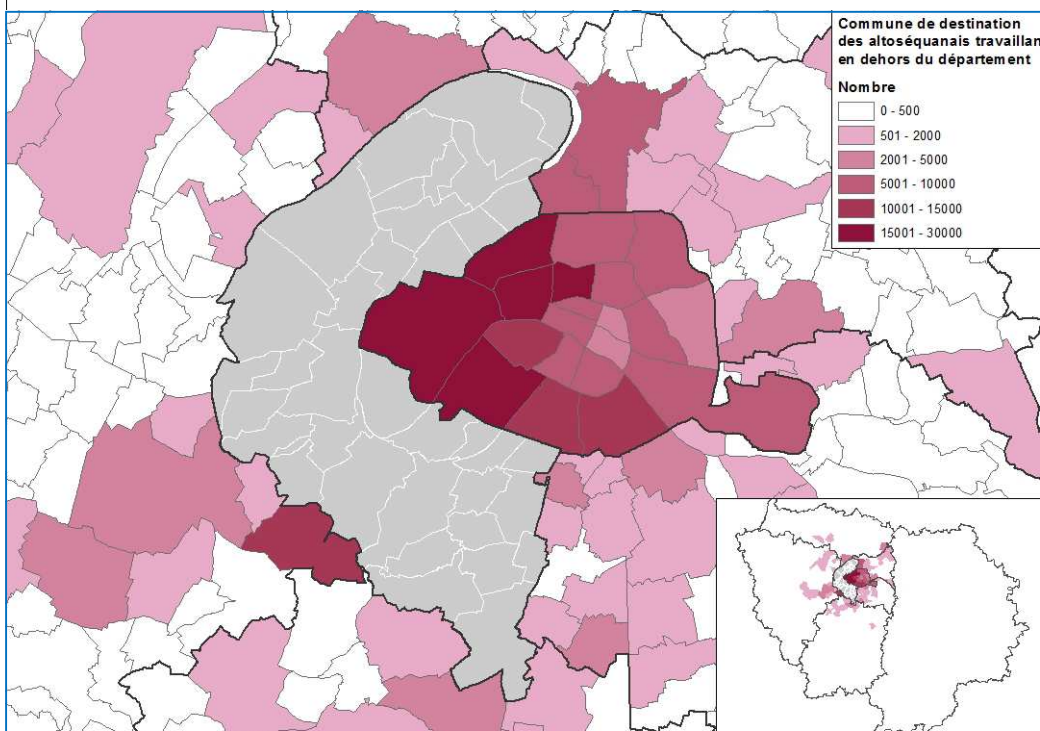 Commune de destination
des altoséquanais travaillant
en dehors du département
Nombre
0 - 500
501 - 2000
2001 - 5000
5001 - 10000
10001 - 15000
15001 - 30000